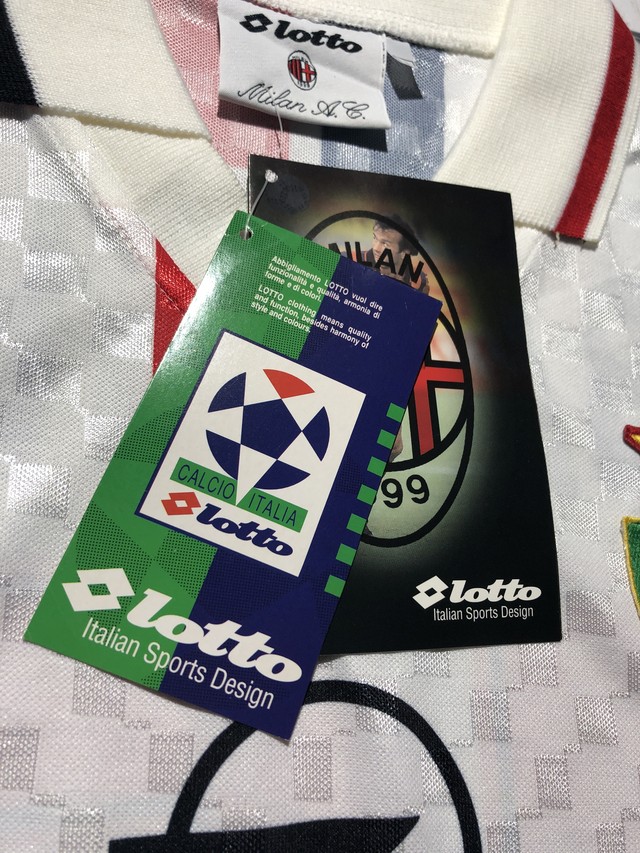 lotto
Milan A.C.
Abbigliamento LOTTO vuol dire
funzionalità e qualità, armonia di
forme e di colori.
LOTTO clothing means quality
and function, besides harmony of
style and colours.
CALCIO ITALIA
lotto
lotto
Italian Sports Design
MILAN
99
lotto
Italian Sports Design